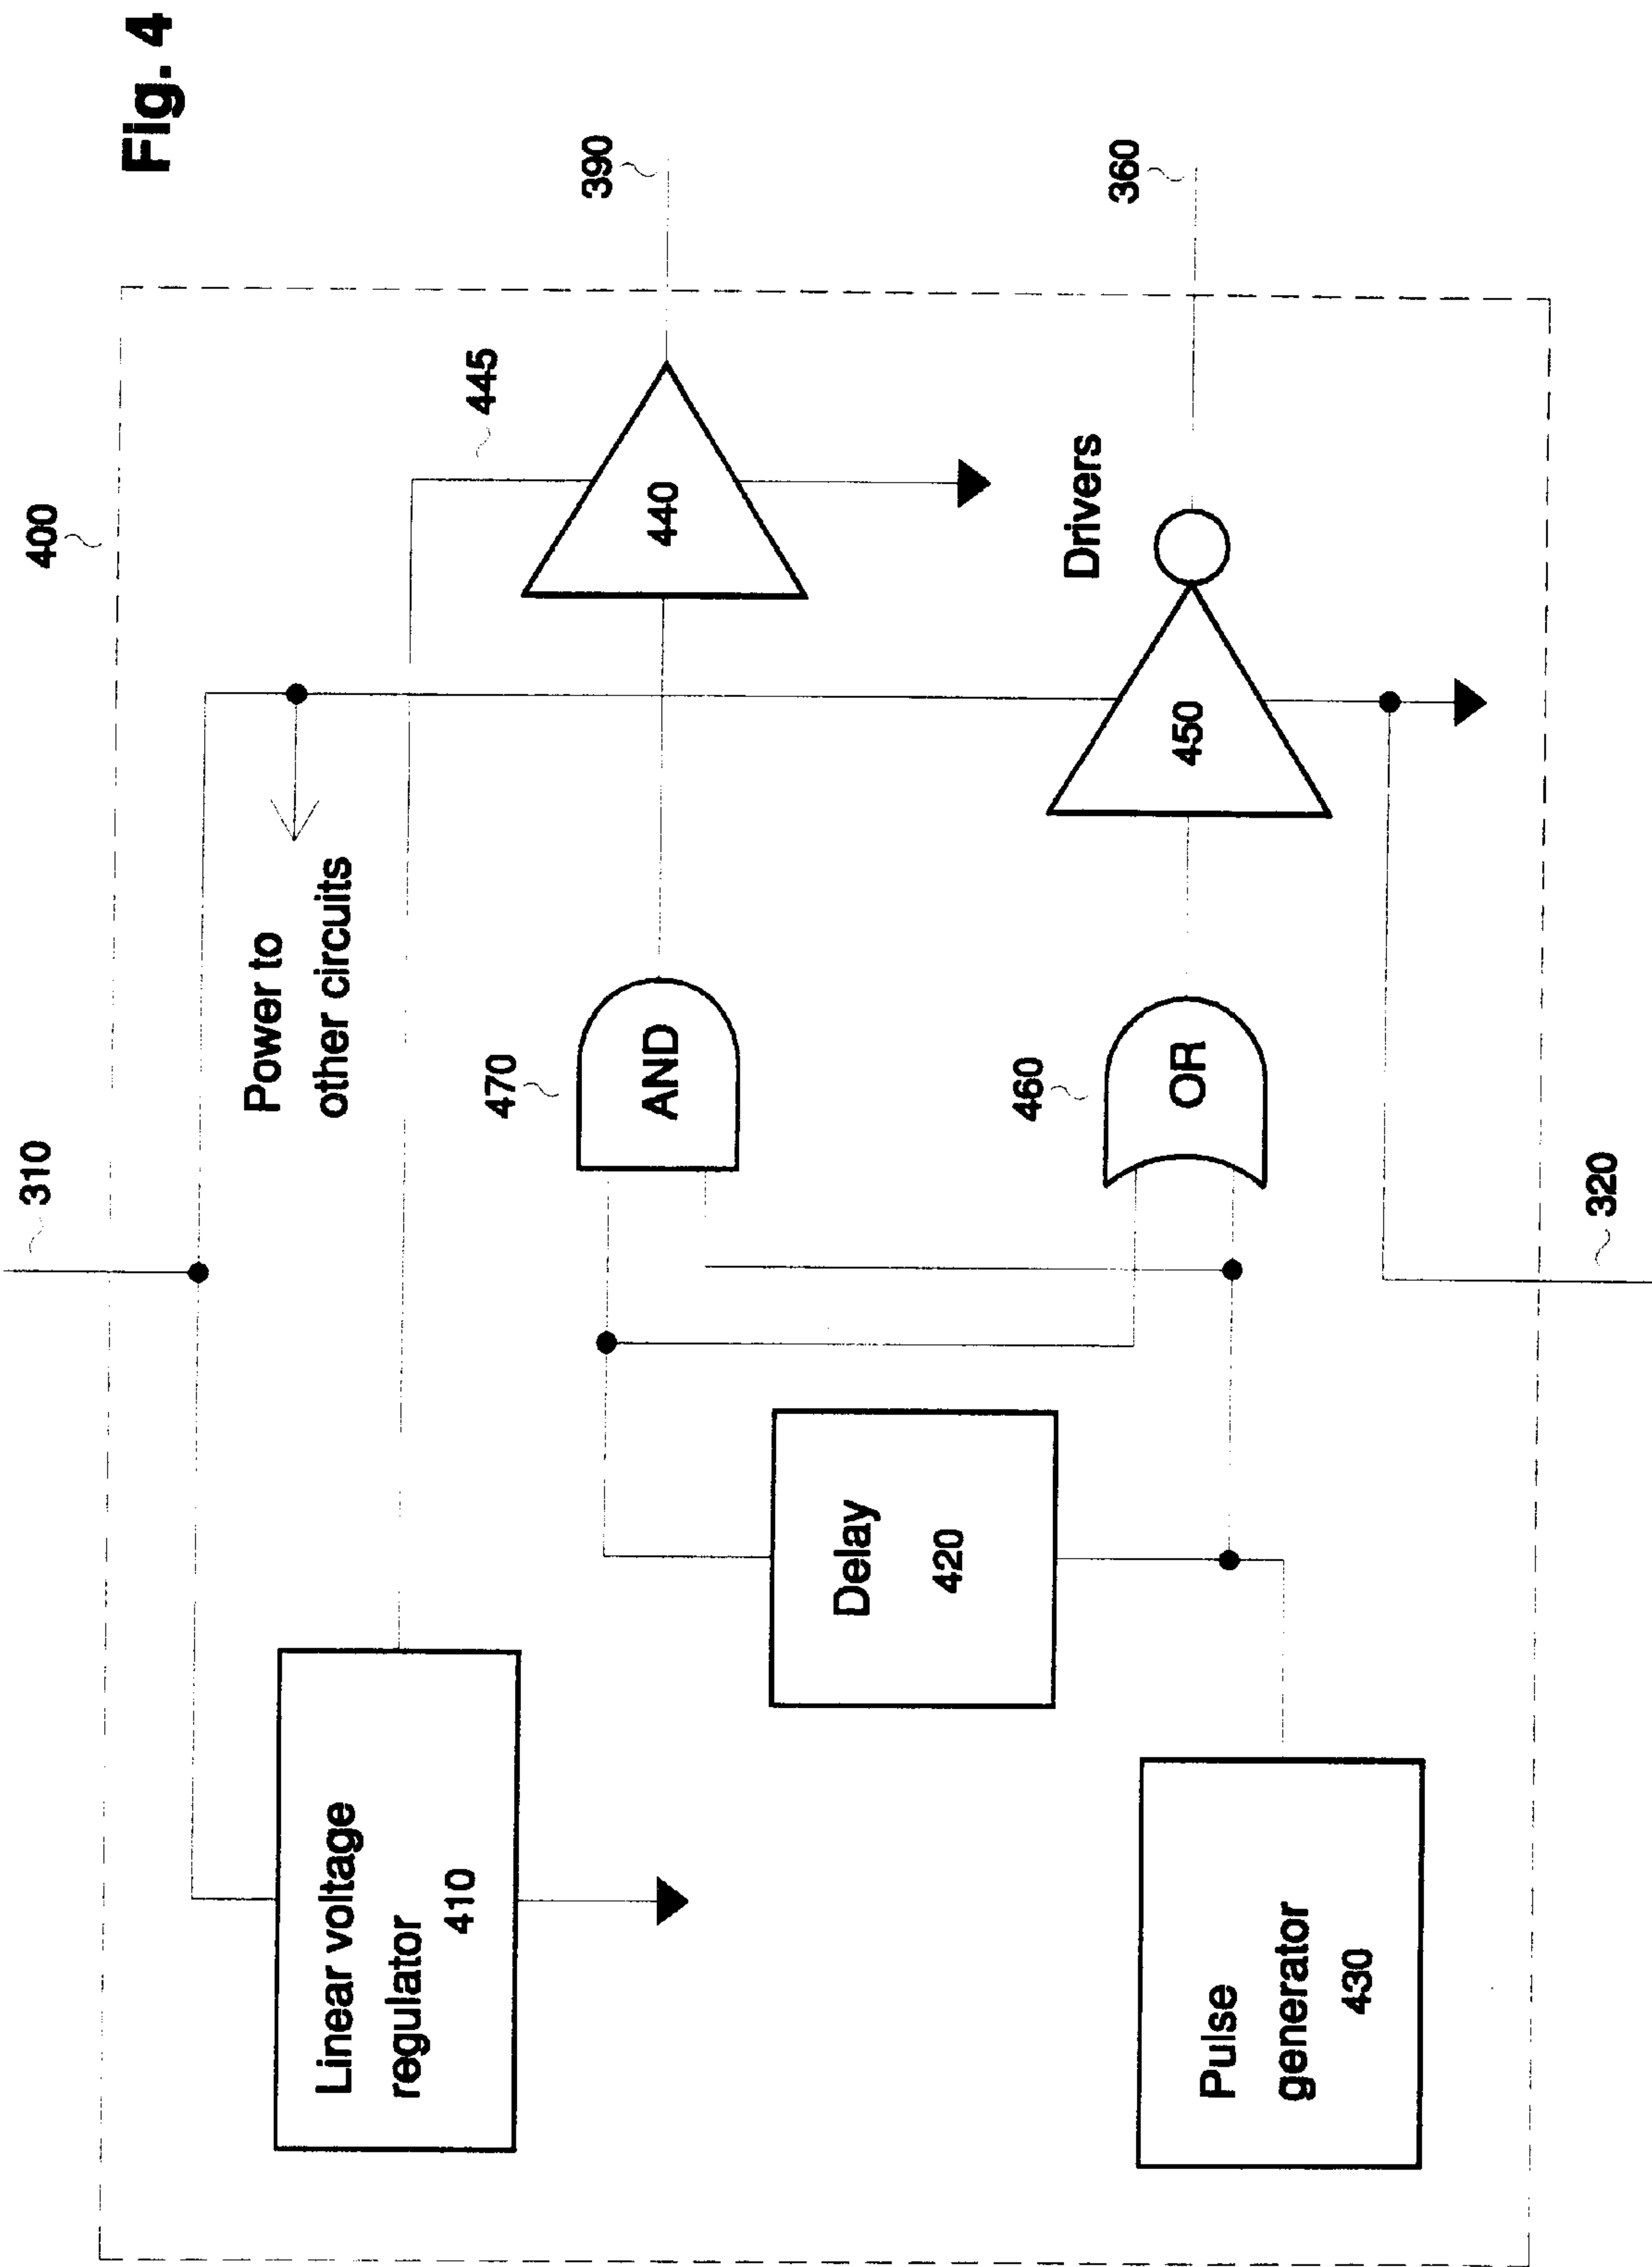 Fig. 4
400
310
320
390
360
445
Power to
other circuits
Linear voltage
regulator
410
470
AND
440
Delay
420
460
OR
Drivers
450
Pulse
generator
430